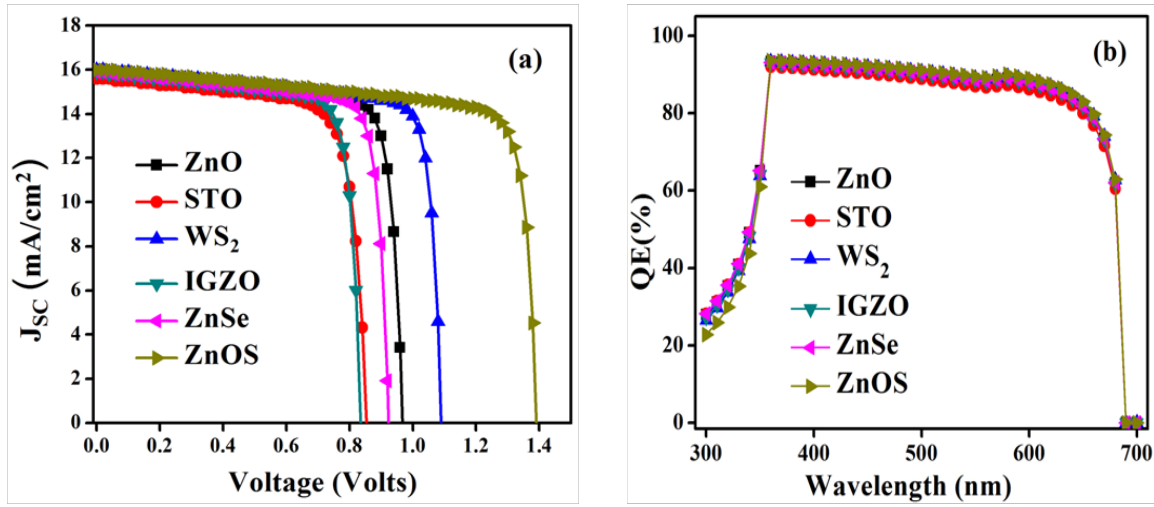 18
16
14
12
10
8
6
4
2
0
J_SC (mA/cm²)
(a)
ZnO
STO
WS₂
IGZO
ZnSe
ZnOS
0.0 0.2 0.4 0.6 0.8 1.0 1.2 1.4
Voltage (Volts)
100
80
60
40
20
0
QE(%)
(b)
ZnO
STO
WS₂
IGZO
ZnSe
ZnOS
300 400 500 600 700
Wavelength (nm)